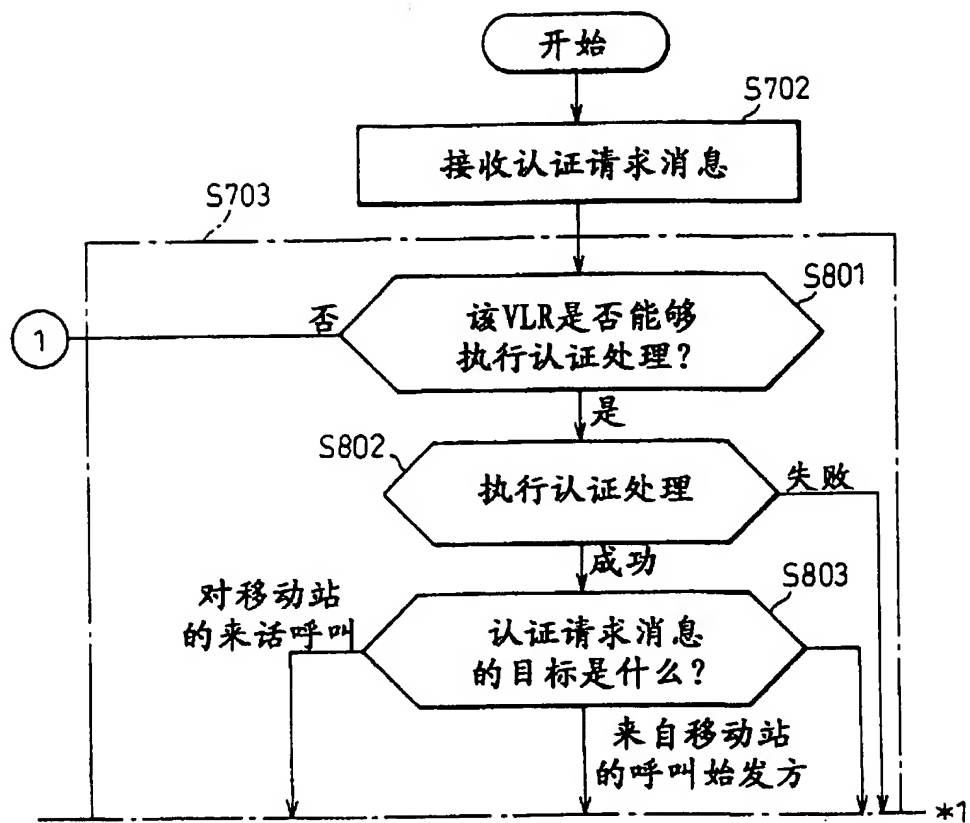 开始
S702
接收认证请求消息
S703
S801
该VLR是否能够
执行认证处理?
否
1
是
S802
执行认证处理
失败
成功
S803
对移动站
的来话呼叫
认证请求消息
的目标是什么?
来自移动站
的呼叫始发方
*1